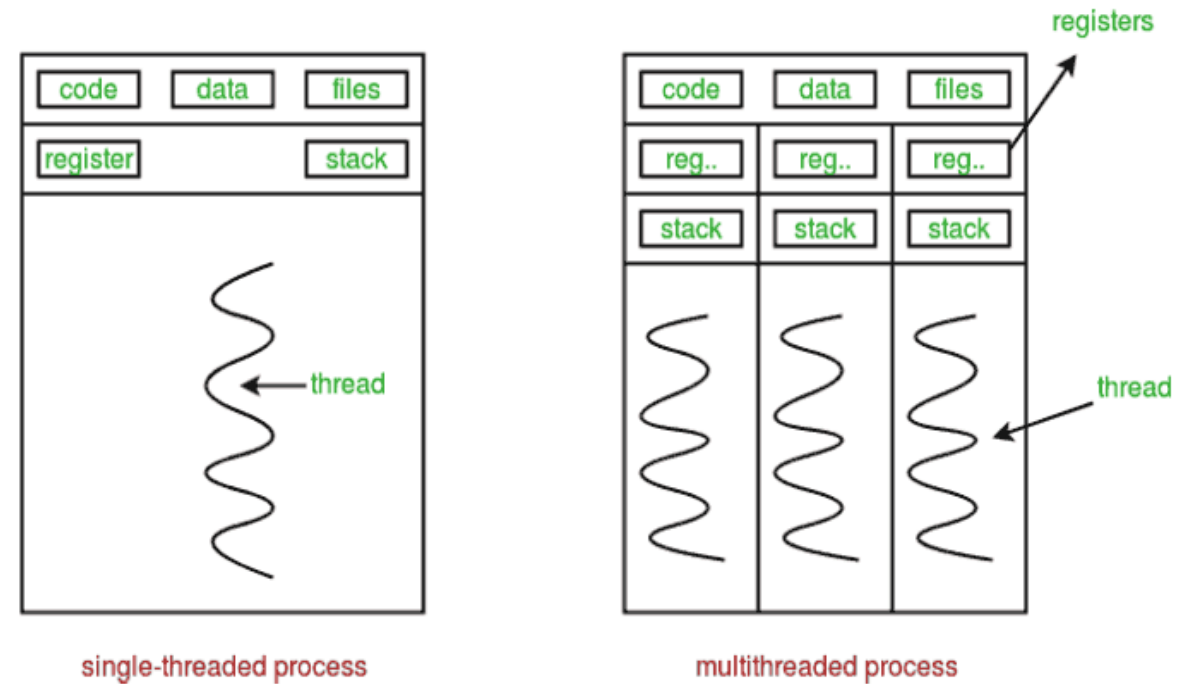 registers
code data files
register stack
thread
single-threaded process
code data files
reg.. reg.. reg..
stack stack stack
thread
multithreaded process